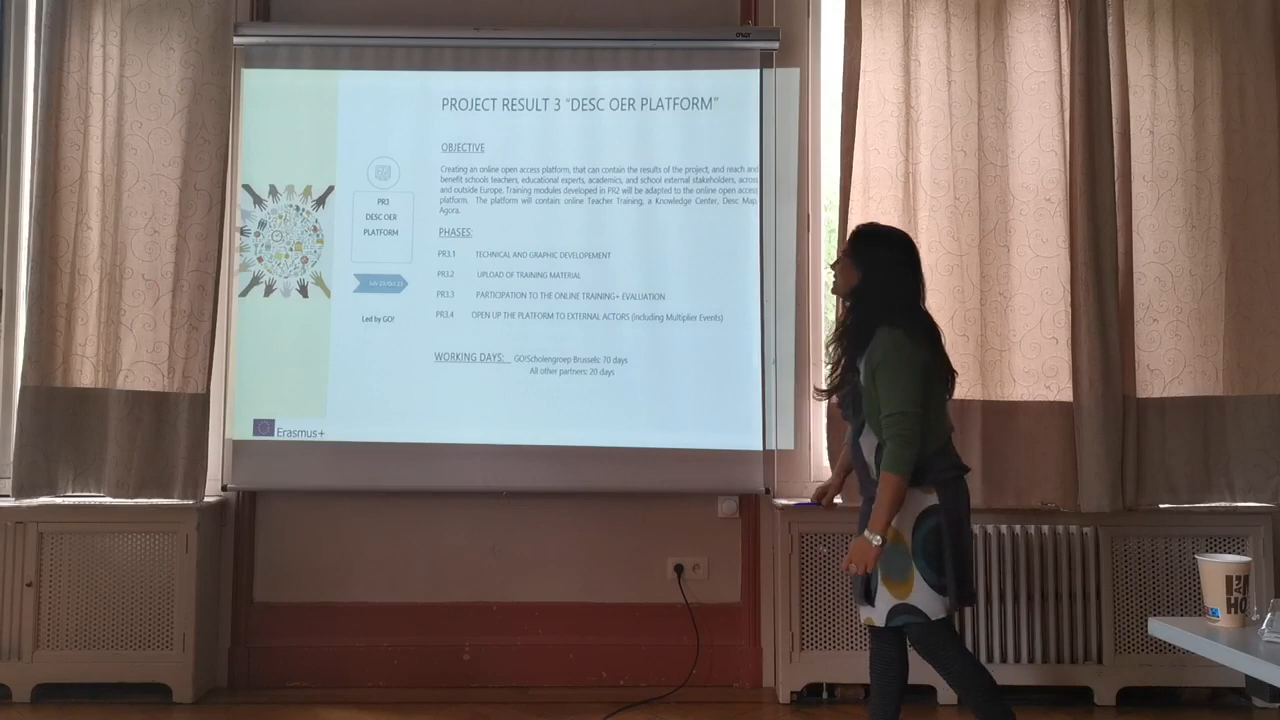 PROJECT RESULT 3 "DESC OER PLATFORM"
OBJECTIVE
Creating an online open access platform, that can contain the results of the project, and reach and
benefit schools teachers, educational experts, academics, and school external stakeholders, across
and outside Europe. Training modules developed in PR2 will be adapted to the online open access
platform. The platform will contain: online Teacher Training, a Knowledge Center, Desc Map,
Agora.
PR3
DESC OER
PLATFORM
Led by GO!
PHASES:
PR3.1 TECHNICAL AND GRAPHIC DEVELOPEMENT
PR3.2 UPLOAD OF TRAINING MATERIAL
PR3.3 PARTICIPATION TO THE ONLINE TRAINING+ EVALUATION
PR3.4 OPEN UP THE PLATFORM TO EXTERNAL ACTORS (including Multiplier Events)
WORKING DAYS: GO!Scholengroep Brussels: 70 days
All other partners: 20 days
Erasmus+